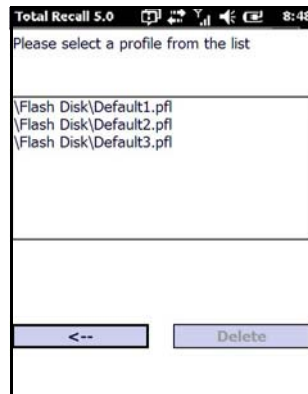 Total Recall 5.0 8:48
Please select a profile from the list
\Flash Disk\Default1.pfl
\Flash Disk\Default2.pfl
\Flash Disk\Default3.pfl
<-- Delete